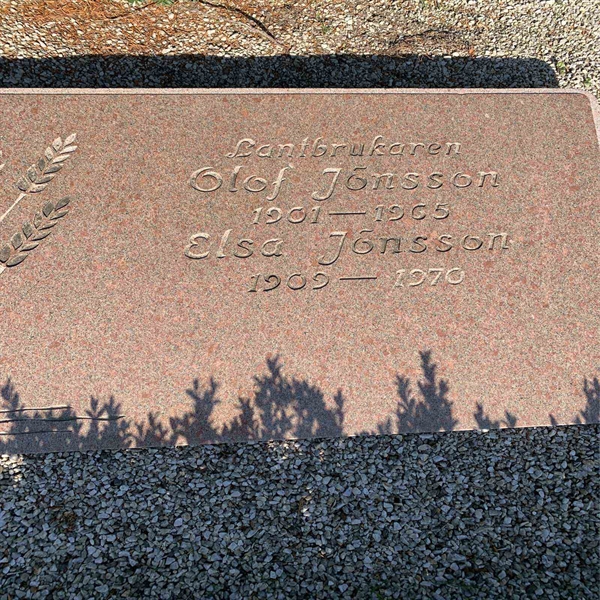 Lantbrukaren
Olof Jönsson
1901—1965
Elsa Jönsson
1909—1970